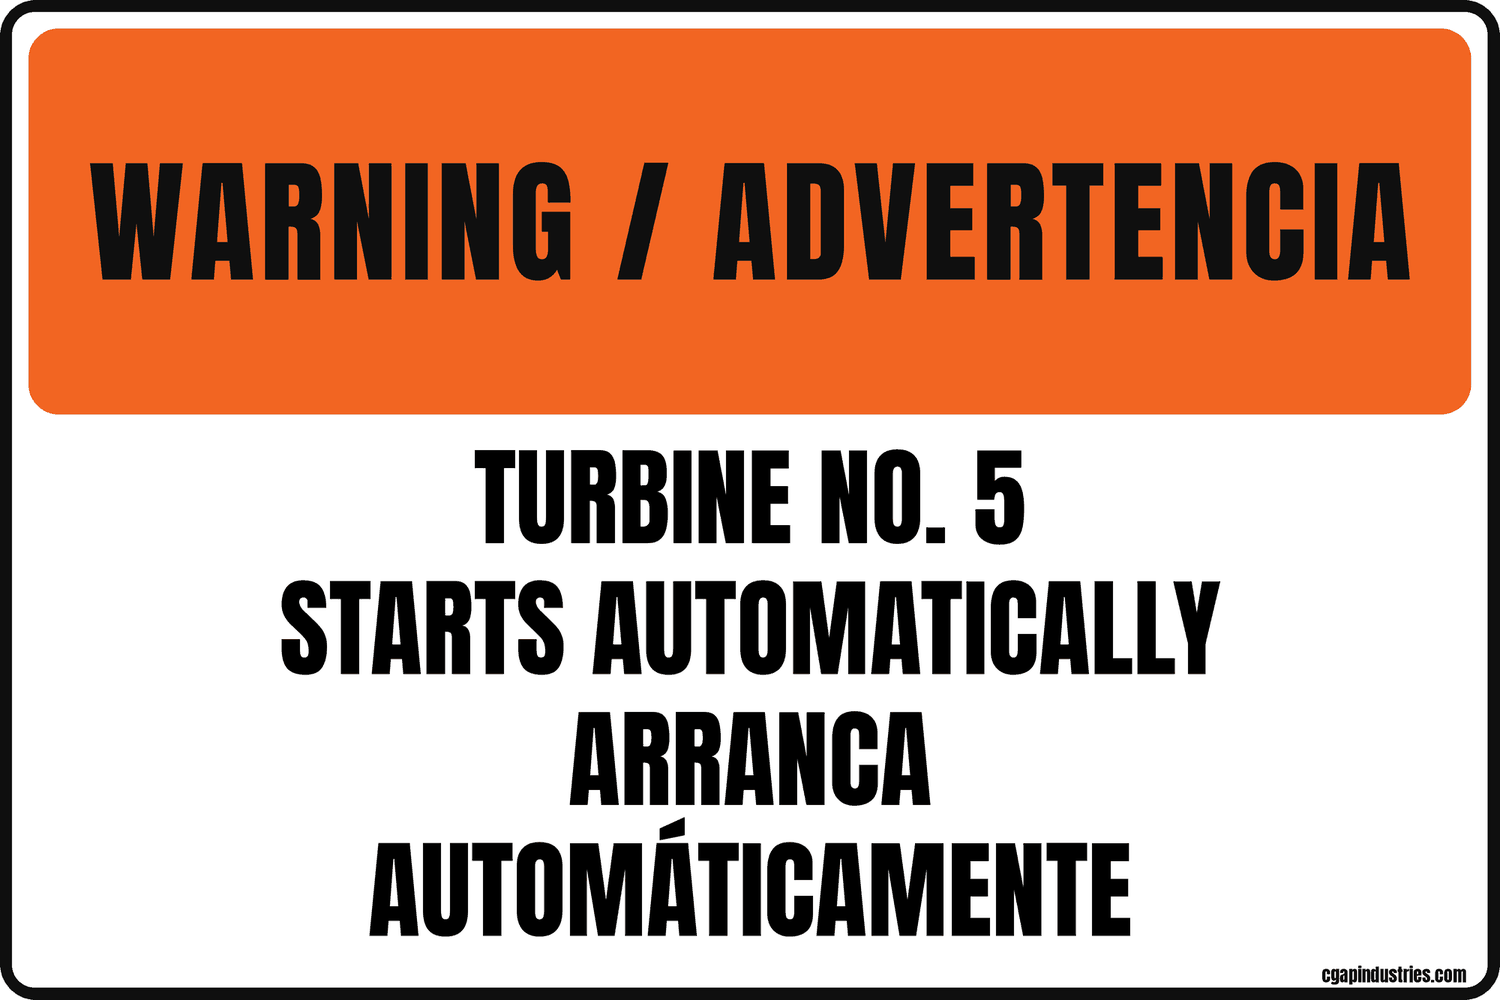 WARNING / ADVERTENCIA
TURBINE NO. 5
STARTS AUTOMATICALLY
ARRANCA
AUTOMÁTICAMENTE
cgapindustries.com